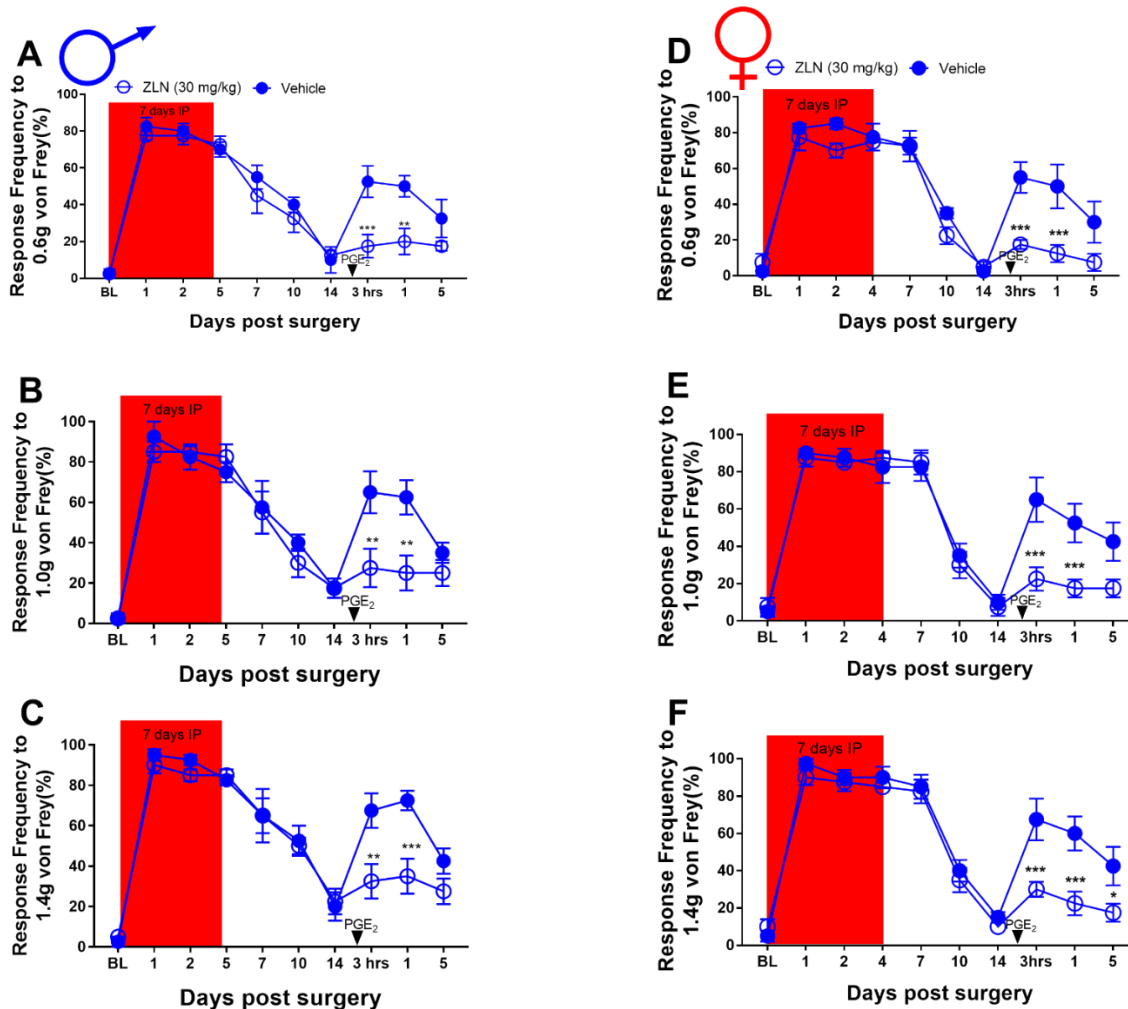 A
ZLN (30 mg/kg) Vehicle
Response Frequency to
0.6g von Frey(%)
100
80
60
40
20
0
7 days IP
***
**
PGE2
BL 1 2 5 7 10 14 3 hrs 1 5
Days post surgery
B
Response Frequency to
1.0g von Frey(%)
100
80
60
40
20
0
7 days IP
**
**
PGE2
BL 1 2 5 7 10 14 3 hrs 1 5
Days post surgery
C
Response Frequency to
1.4g von Frey(%)
100
80
60
40
20
0
7 days IP
**
***
PGE2
BL 1 2 5 7 10 14 3 hrs 1 5
Days post surgery
D
ZLN (30 mg/kg) Vehicle
Response Frequency to
0.6g von Frey(%)
100
80
60
40
20
0
7 days IP
***
***
PGE2
BL 1 2 4 7 10 14 3hrs 1 5
Days post surgery
E
Response Frequency to
1.0g von Frey(%)
100
80
60
40
20
0
7 days IP
***
***
PGE2
BL 1 2 4 7 10 14 3hrs 1 5
Days post surgery
F
Response Frequency to
1.4g von Frey(%)
100
80
60
40
20
0
7 days IP
***
***
*
PGE2
BL 1 2 4 7 10 14 3hrs 1 5
Days post surgery